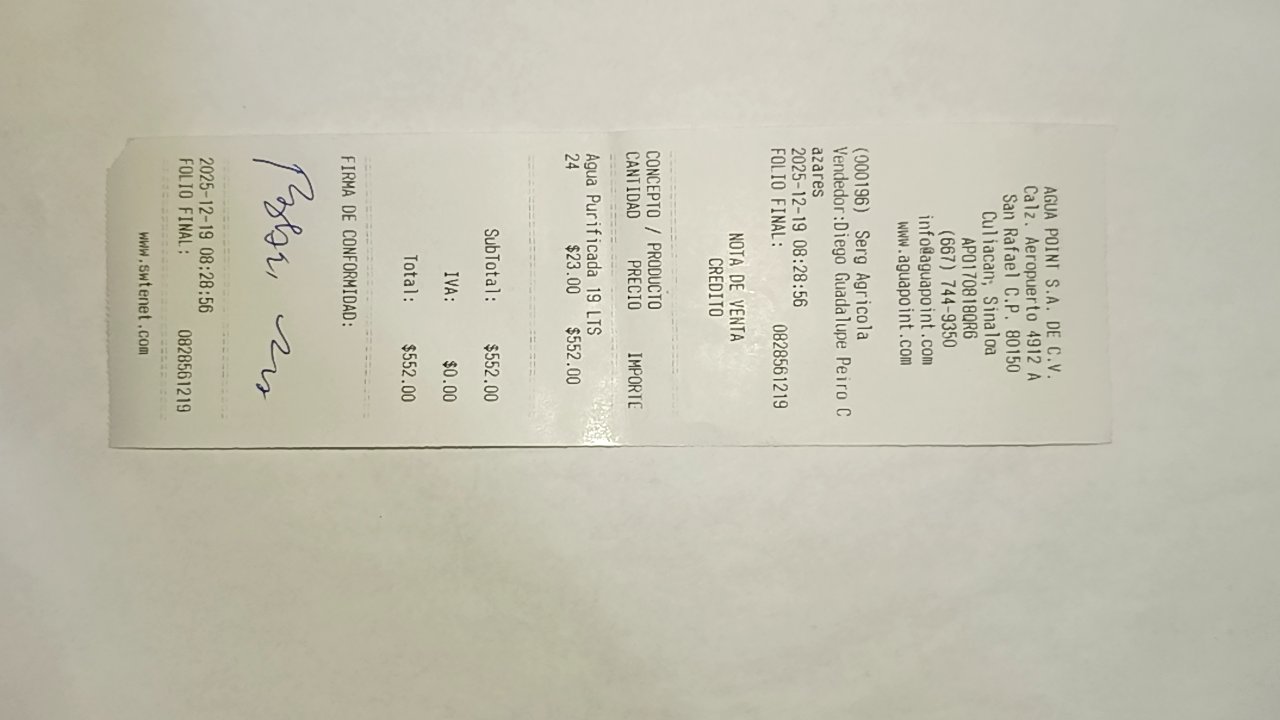 AGUA POINT S.A. DE C.V.
Calz. Aeropuerto 4912 A
San Rafael C.P. 80150
Culiacan, Sinaloa
APO170818QR6
(667) 744-9350
info@aguapoint.com
www.aguapoint.com
NOTA DE VENTA
CREDITO
(000196) Serg Agricola
Vendedor:Diego Guadalupe Peiro C
azares
2025-12-19 08:28:56
FOLIO FINAL: 0828561219
CONCEPTO / PRODUCTO
CANTIDAD PRECIO IMPORTE
Agua Purificada 19 LTS
24 $23.00 $552.00
SubTotal: $552.00
IVA: $0.00
Total: $552.00
FIRMA DE CONFORMIDAD:
2025-12-19 08:28:56
FOLIO FINAL: 0828561219
www.swtenet.com